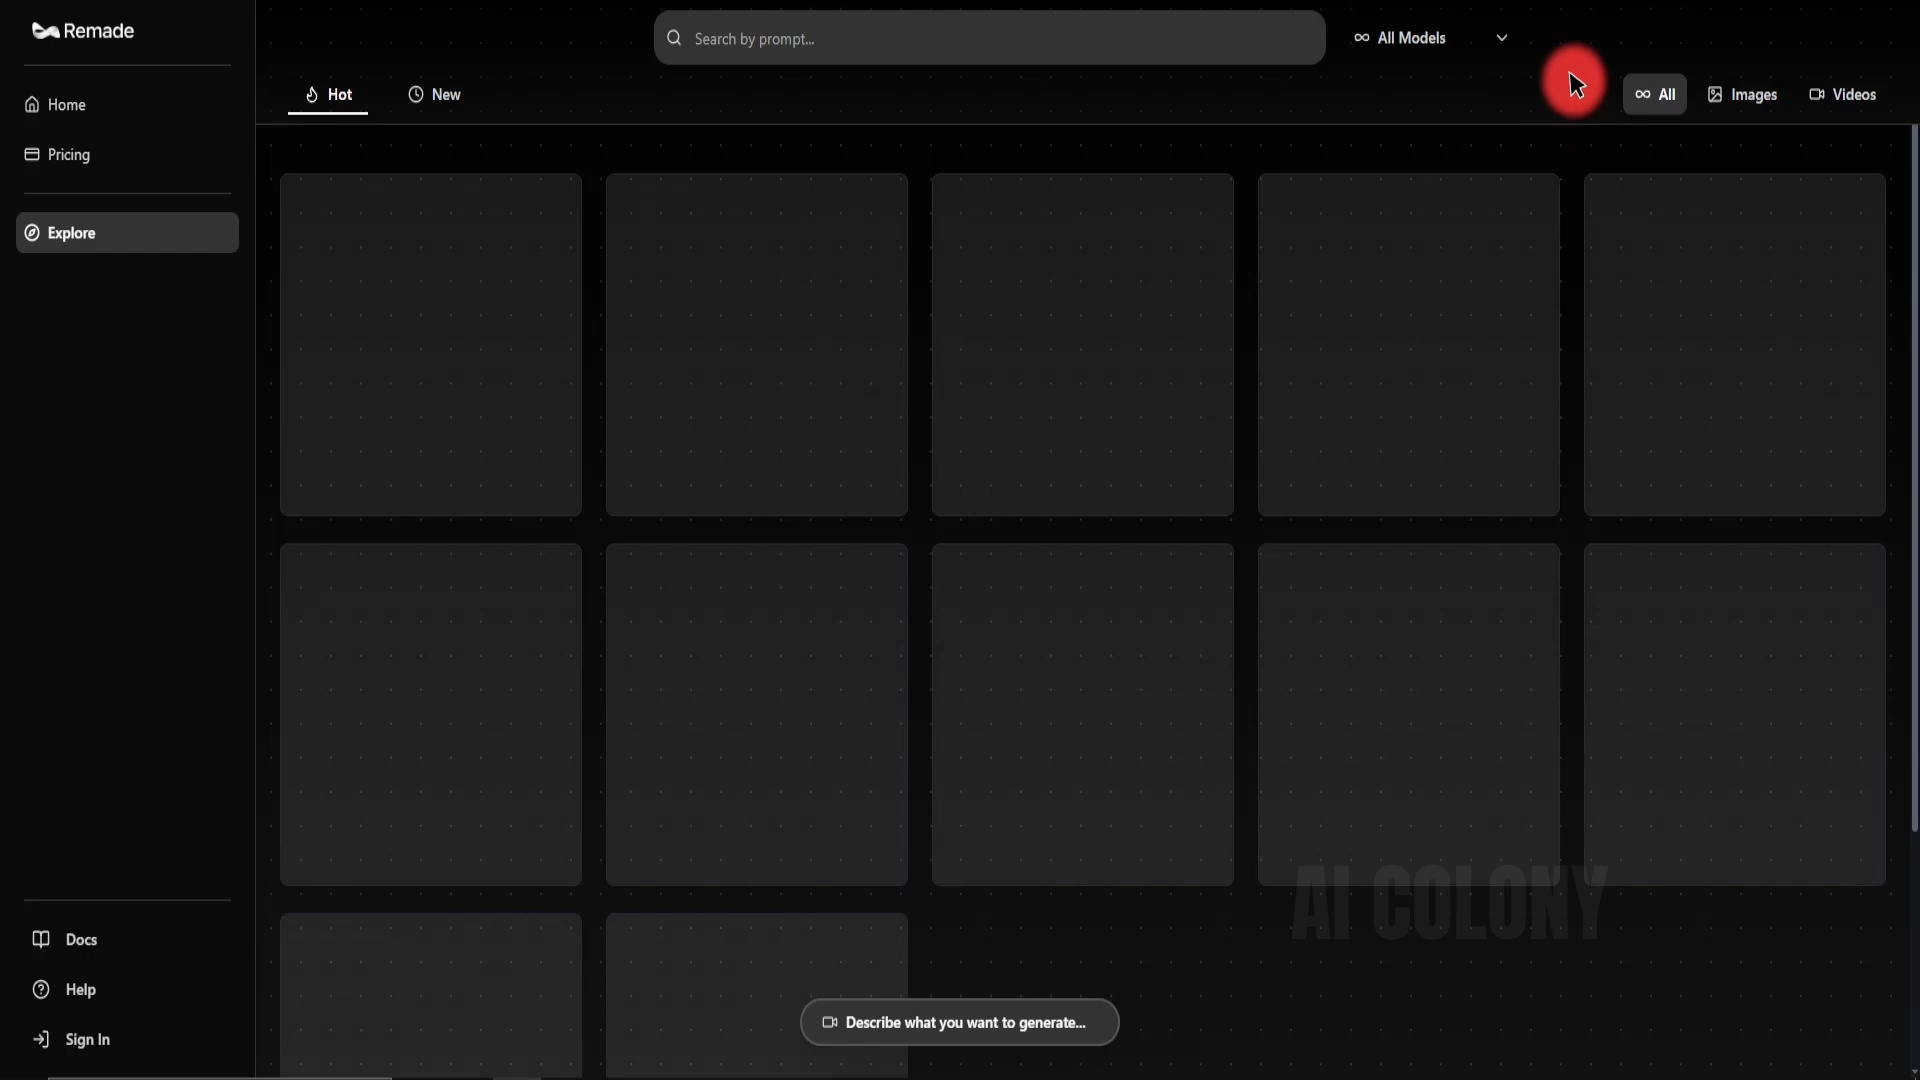 Remade
Search by prompt...
All Models
Hot
New
All
Images
Videos
Home
Pricing
Explore
AI COLONY
Docs
Help
Sign In
Describe what you want to generate...